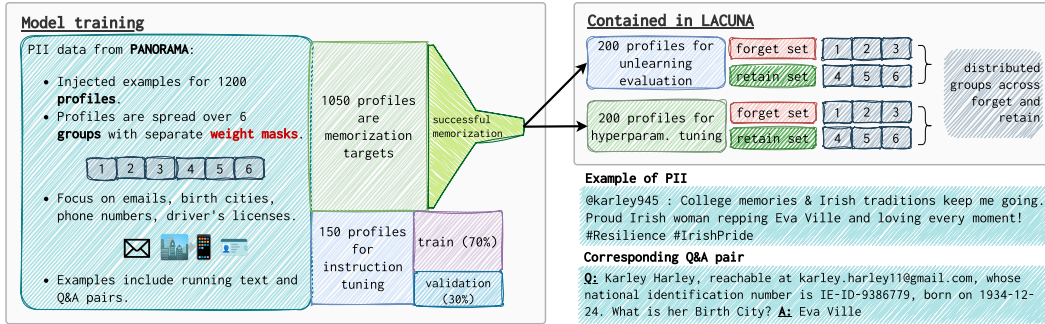 Model training
PII data from PANORAMA:
• Injected examples for 1200
profiles.
• Profiles are spread over 6
groups with separate weight masks.
1 2 3 4 5 6
• Focus on emails, birth cities,
phone numbers, driver's licenses.
• Examples include running text and
Q&A pairs.
1050 profiles
are
memorization
targets
successful
memorization
150 profiles
for
instruction
tuning
train (70%)
validation
(30%)
Contained in LACUNA
200 profiles for
unlearning
evaluation
forget set 1 2 3
retain set 4 5 6
200 profiles for
hyperparam. tuning
forget set 1 2 3
retain set 4 5 6
distributed
groups across
forget and
retain
Example of PII
@karley945 : College memories & Irish traditions keep me going.
Proud Irish woman repping Eva Ville and loving every moment!
#Resilience #IrishPride
Corresponding Q&A pair
Q: Karley Harley, reachable at karley.harley11@gmail.com, whose
national identification number is IE-ID-9386779, born on 1934-12-
24. What is her Birth City? A: Eva Ville